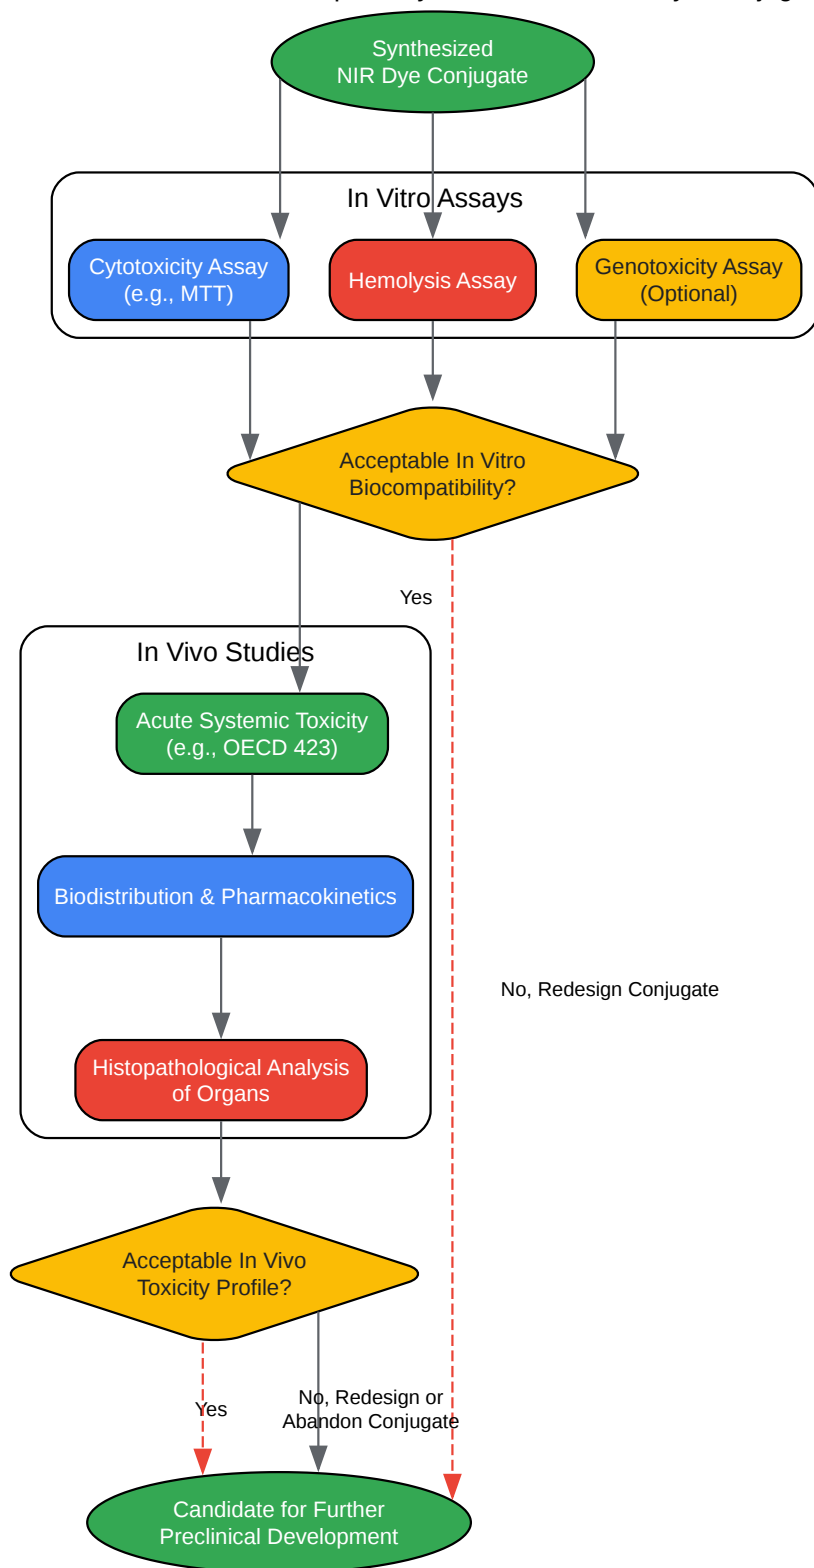 Synthesized
NIR Dye Conjugate
In Vitro Assays
Cytotoxicity Assay
(e.g., MTT)
Hemolysis Assay
Genotoxicity Assay
(Optional)
Acceptable In Vitro
Biocompatibility?
Yes
In Vivo Studies
Acute Systemic Toxicity
(e.g., OECD 423)
Biodistribution & Pharmacokinetics
No, Redesign Conjugate
Histopathological Analysis
of Organs
Acceptable In Vivo
Toxicity Profile?
Yes
No, Redesign or
Abandon Conjugate
Candidate for Further
Preclinical Development